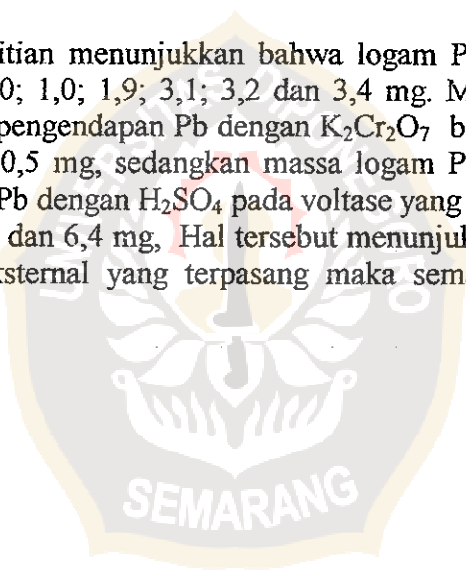 itian menunjukkan bahwa logam P
0; 1,0; 1,9; 3,1; 3,2 dan 3,4 mg. M
pengendapan Pb dengan K₂Cr₂O₇ b
0,5 mg, sedangkan massa logam P
Pb dengan H₂SO₄ pada voltase yang
dan 6,4 mg, Hal tersebut menunjuk
ksternal yang terpasang maka sem
UNIVERSITAS DIPONEGORO
SEMARANG